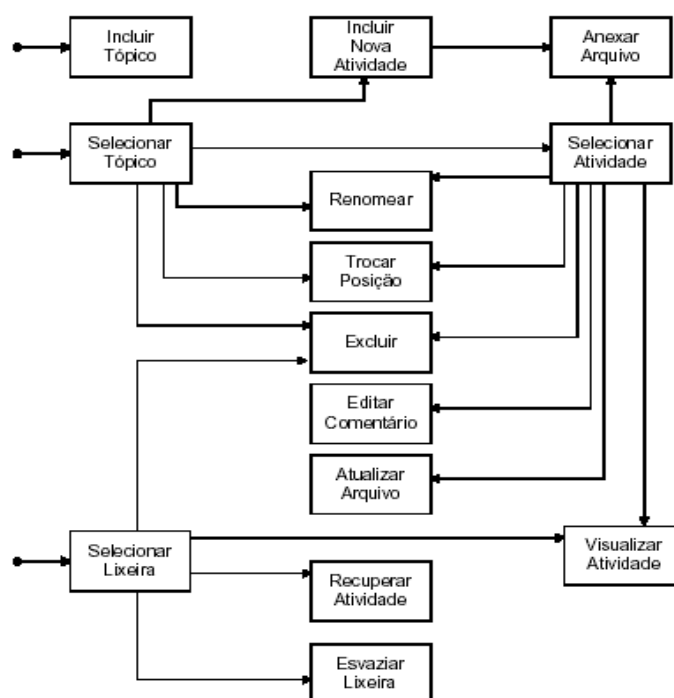 Incluir
Tópico
Incluir
Nova
Atividade
Anexar
Arquivo
Selecionar
Tópico
Selecionar
Atividade
Renomear
Trocar
Posição
Excluir
Editar
Comentário
Atualizar
Arquivo
Selecionar
Lixeira
Visualizar
Atividade
Recuperar
Atividade
Esvaziar
Lixeira